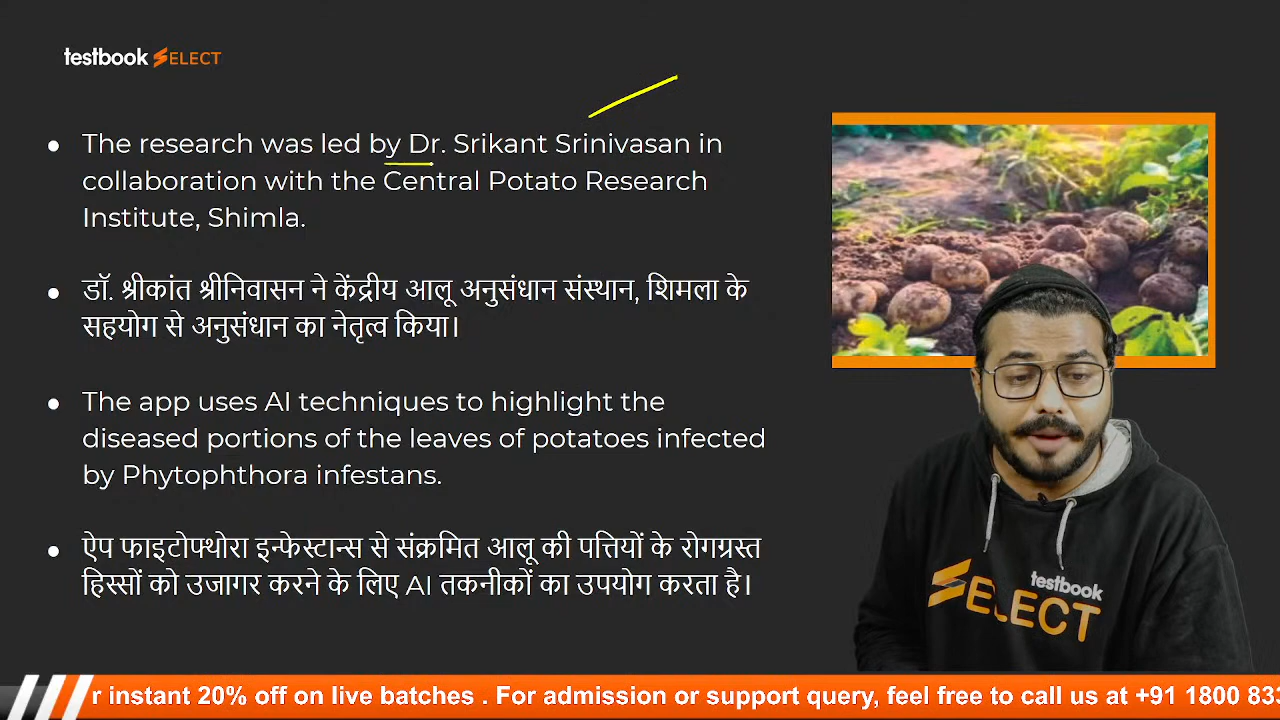 testbook SELECT
The research was led by Dr. Srikant Srinivasan in
collaboration with the Central Potato Research
Institute, Shimla.
डॉ. श्रीकांत श्रीनिवासन ने केंद्रीय आलू अनुसंधान संस्थान, शिमला के
सहयोग से अनुसंधान का नेतृत्व किया।
The app uses AI techniques to highlight the
diseased portions of the leaves of potatoes infected
by Phytophthora infestans.
ऐप फाइटोफ्थोरा इन्फेस्टान्स से संक्रमित आलू की पत्तियों के रोगग्रस्त
हिस्सों को उजागर करने के लिए AI तकनीकों का उपयोग करता है।
testbook
SELECT
r instant 20% off on live batches . For admission or support query, feel free to call us at +91 1800 833